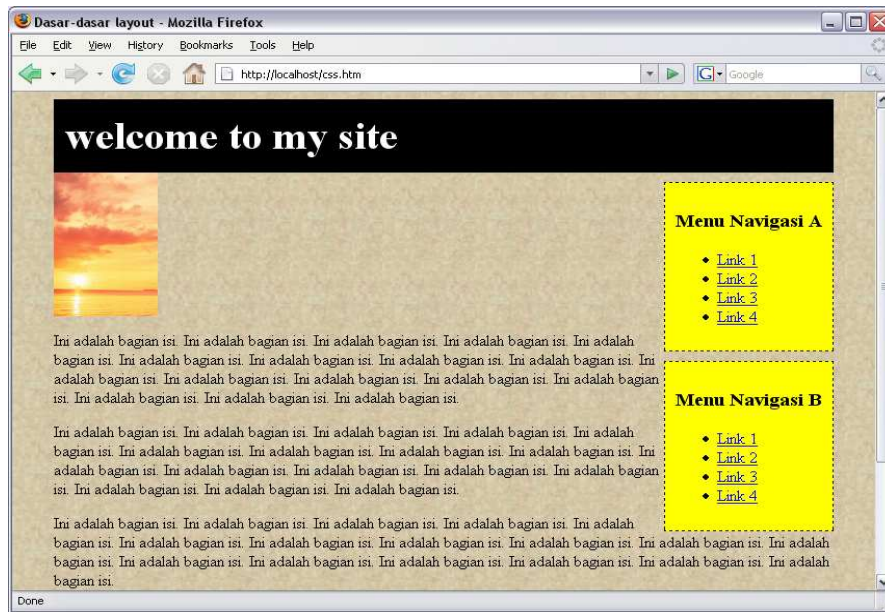 Dasar-dasar layout - Mozilla Firefox
File Edit View History Bookmarks Tools Help
http://localhost/css.htm
G Google
welcome to my site
Menu Navigasi A
Link 1
Link 2
Link 3
Link 4
Ini adalah bagian isi. Ini adalah bagian isi. Ini adalah bagian isi. Ini adalah bagian isi. Ini adalah
bagian isi. Ini adalah bagian isi. Ini adalah bagian isi. Ini adalah bagian isi. Ini adalah bagian isi. Ini
adalah bagian isi. Ini adalah bagian isi. Ini adalah bagian isi. Ini adalah bagian isi. Ini adalah bagian
isi. Ini adalah bagian isi. Ini adalah bagian isi. Ini adalah bagian isi.
Menu Navigasi B
Link 1
Link 2
Link 3
Link 4
Ini adalah bagian isi. Ini adalah bagian isi. Ini adalah bagian isi. Ini adalah bagian isi. Ini adalah
bagian isi. Ini adalah bagian isi. Ini adalah bagian isi. Ini adalah bagian isi. Ini adalah bagian isi. Ini
adalah bagian isi. Ini adalah bagian isi. Ini adalah bagian isi. Ini adalah bagian isi. Ini adalah bagian
isi. Ini adalah bagian isi. Ini adalah bagian isi. Ini adalah bagian isi.
Ini adalah bagian isi. Ini adalah bagian isi. Ini adalah bagian isi. Ini adalah bagian isi. Ini adalah
bagian isi. Ini adalah bagian isi. Ini adalah bagian isi. Ini adalah bagian isi. Ini adalah bagian isi. Ini adalah bagian isi. Ini adalah
bagian isi. Ini adalah bagian isi. Ini adalah bagian isi. Ini adalah bagian isi. Ini adalah bagian isi. Ini adalah bagian isi. Ini adalah
bagian isi.
Done